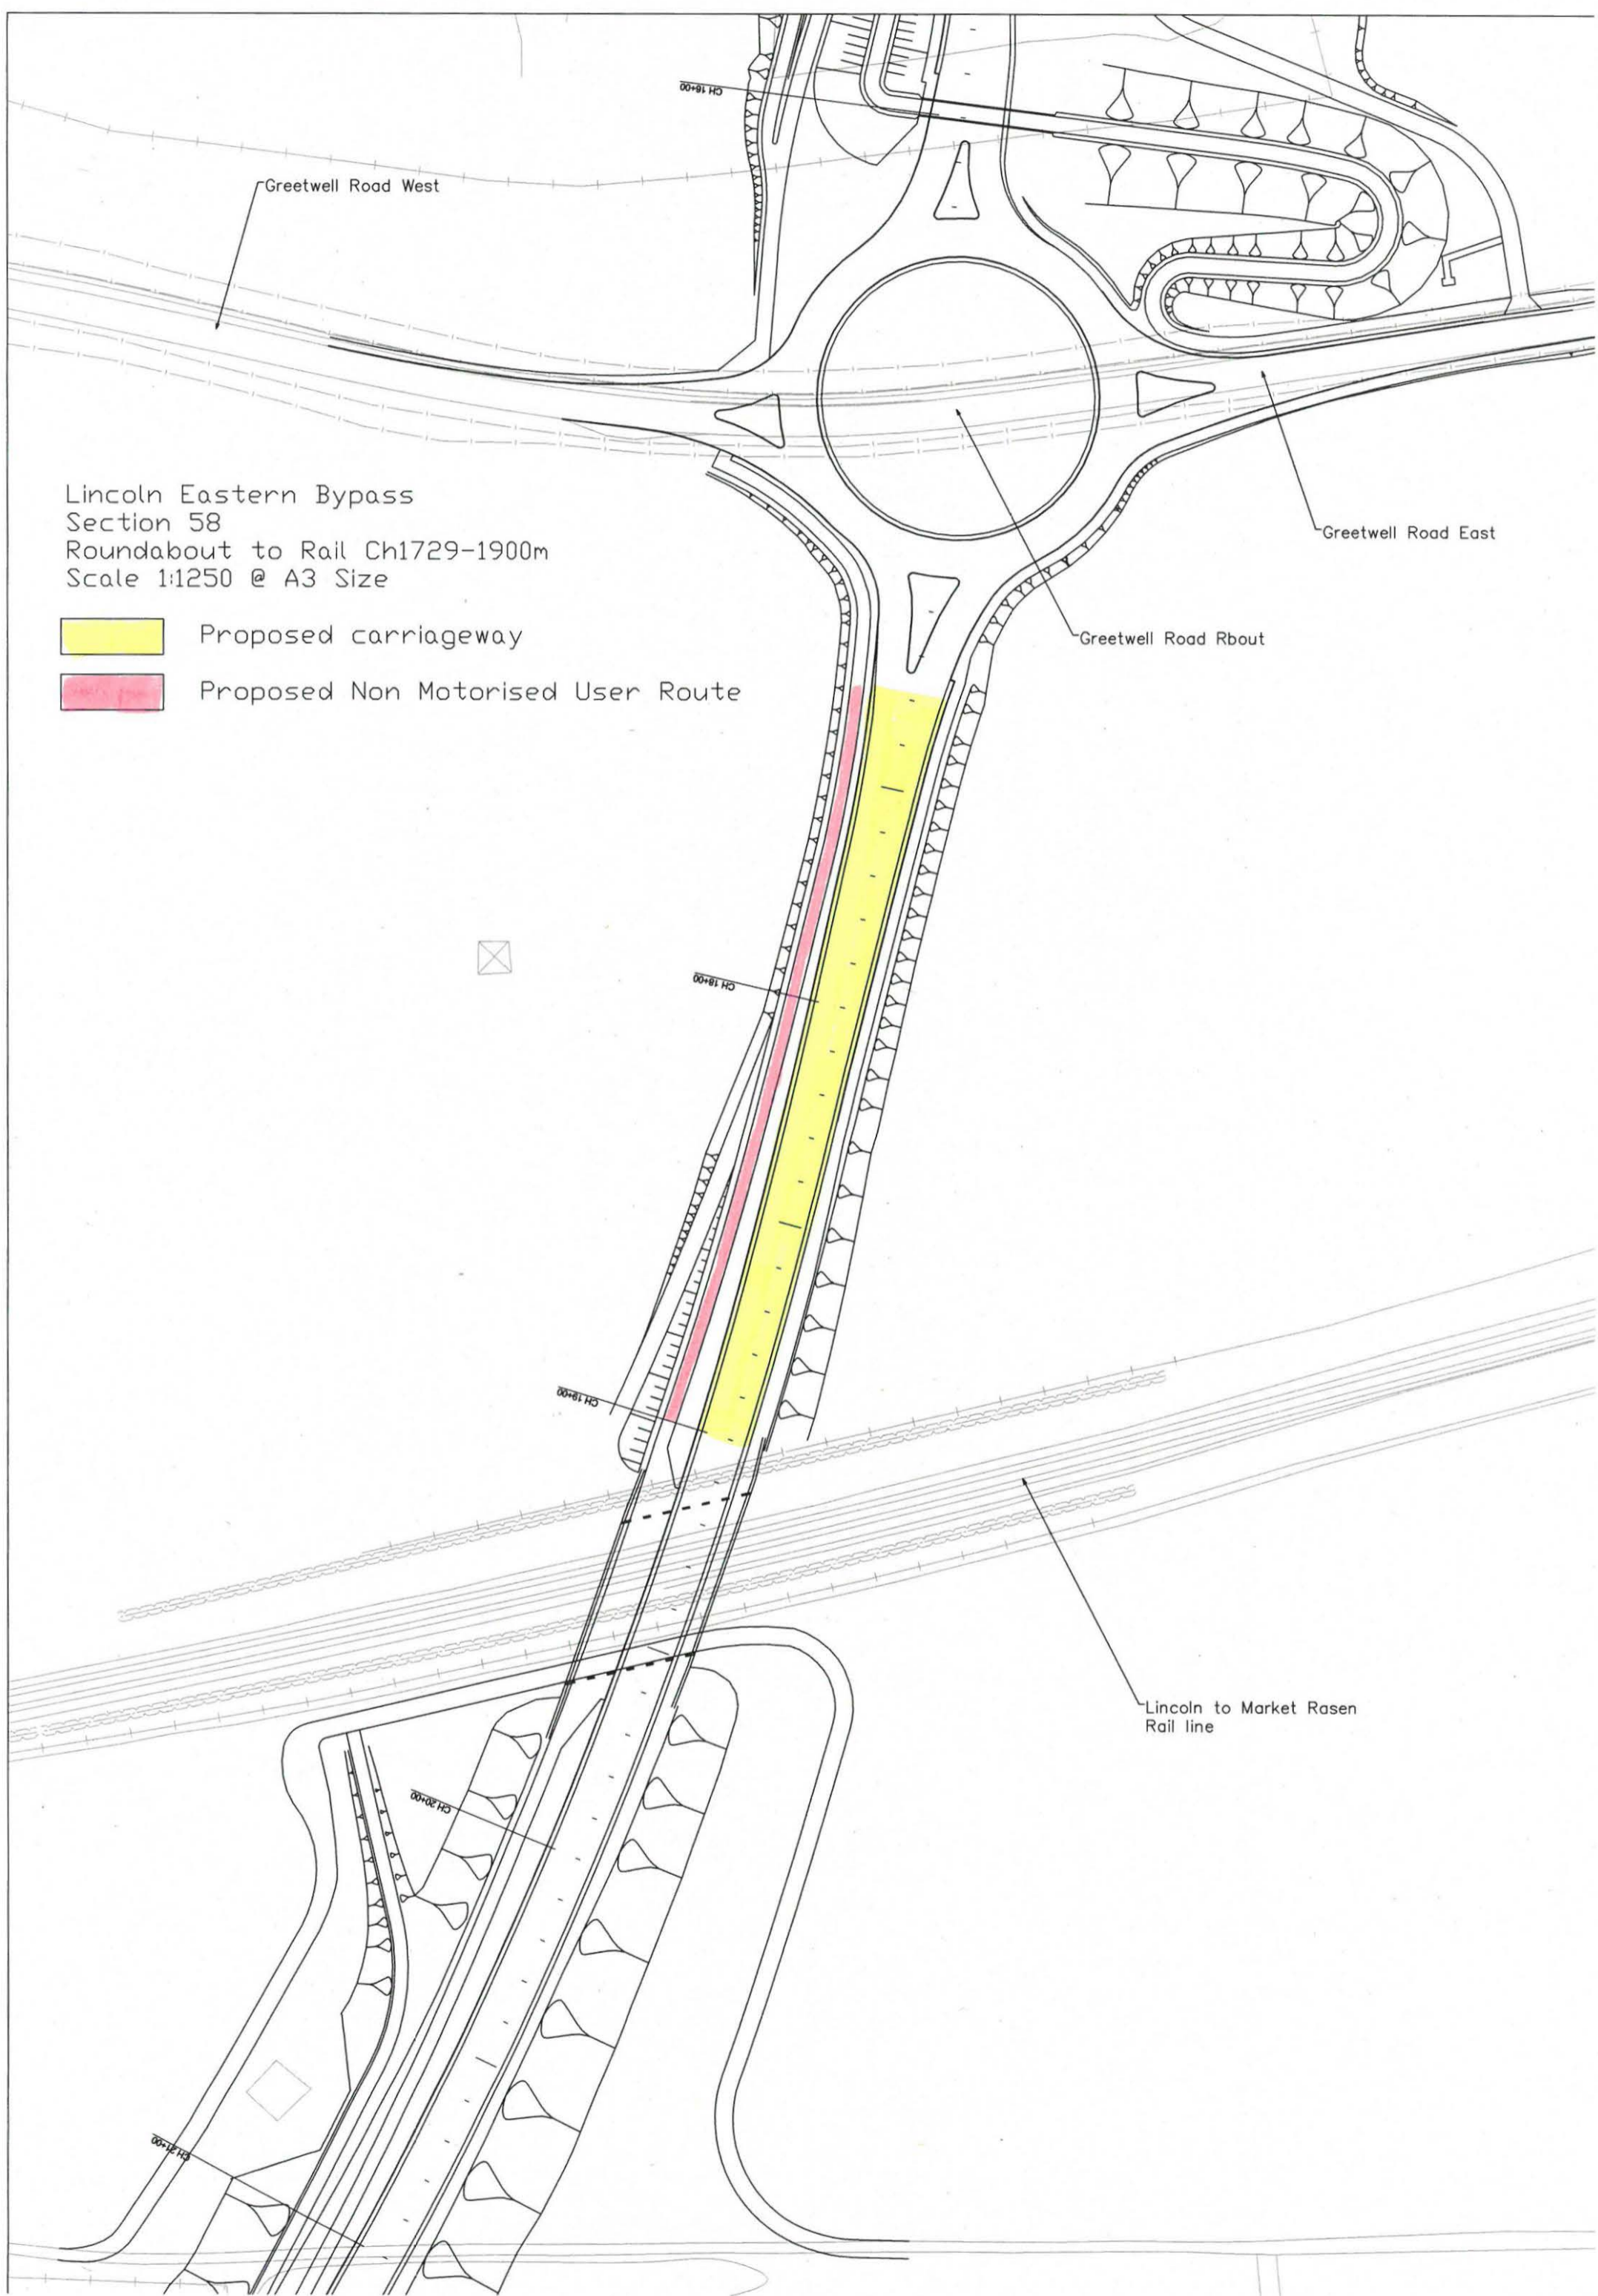 CH 16+00
Greetwell Road West
Lincoln Eastern Bypass
Section 58
Roundabout to Rail Ch1729-1900m
Scale 1:1250 @ A3 Size
Proposed carriageway
Proposed Non Motorised User Route
Greetwell Road East
Greetwell Road Rbout
CH 18+00
CH 19+00
Lincoln to Market Rasen
Rail line
CH 20+00
CH 21+00